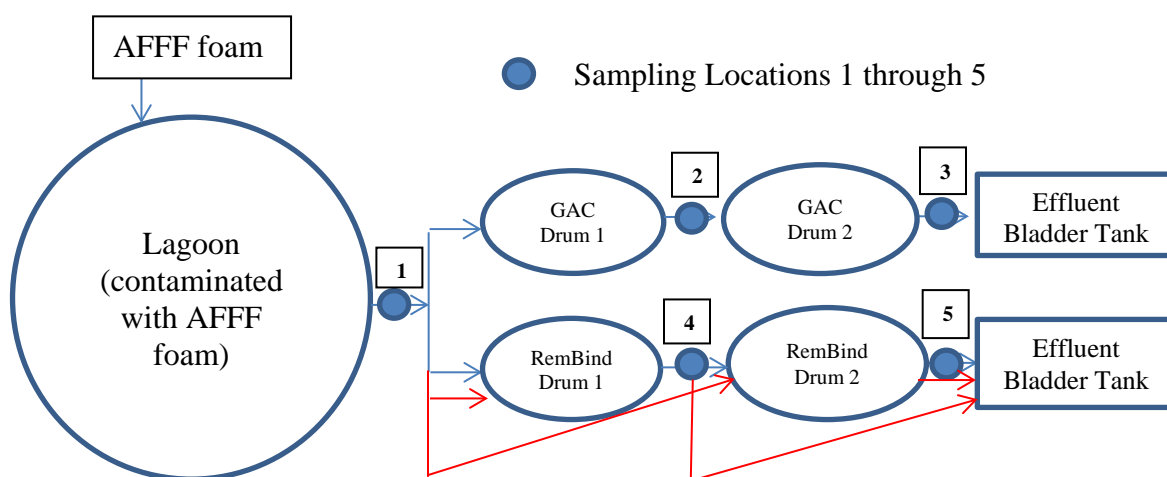 AFFF foam
Sampling Locations 1 through 5
Lagoon
(contaminated
with AFFF
foam)
1
GAC
Drum 1
2
GAC
Drum 2
3
Effluent
Bladder Tank
RemBind
Drum 1
4
RemBind
Drum 2
5
Effluent
Bladder Tank